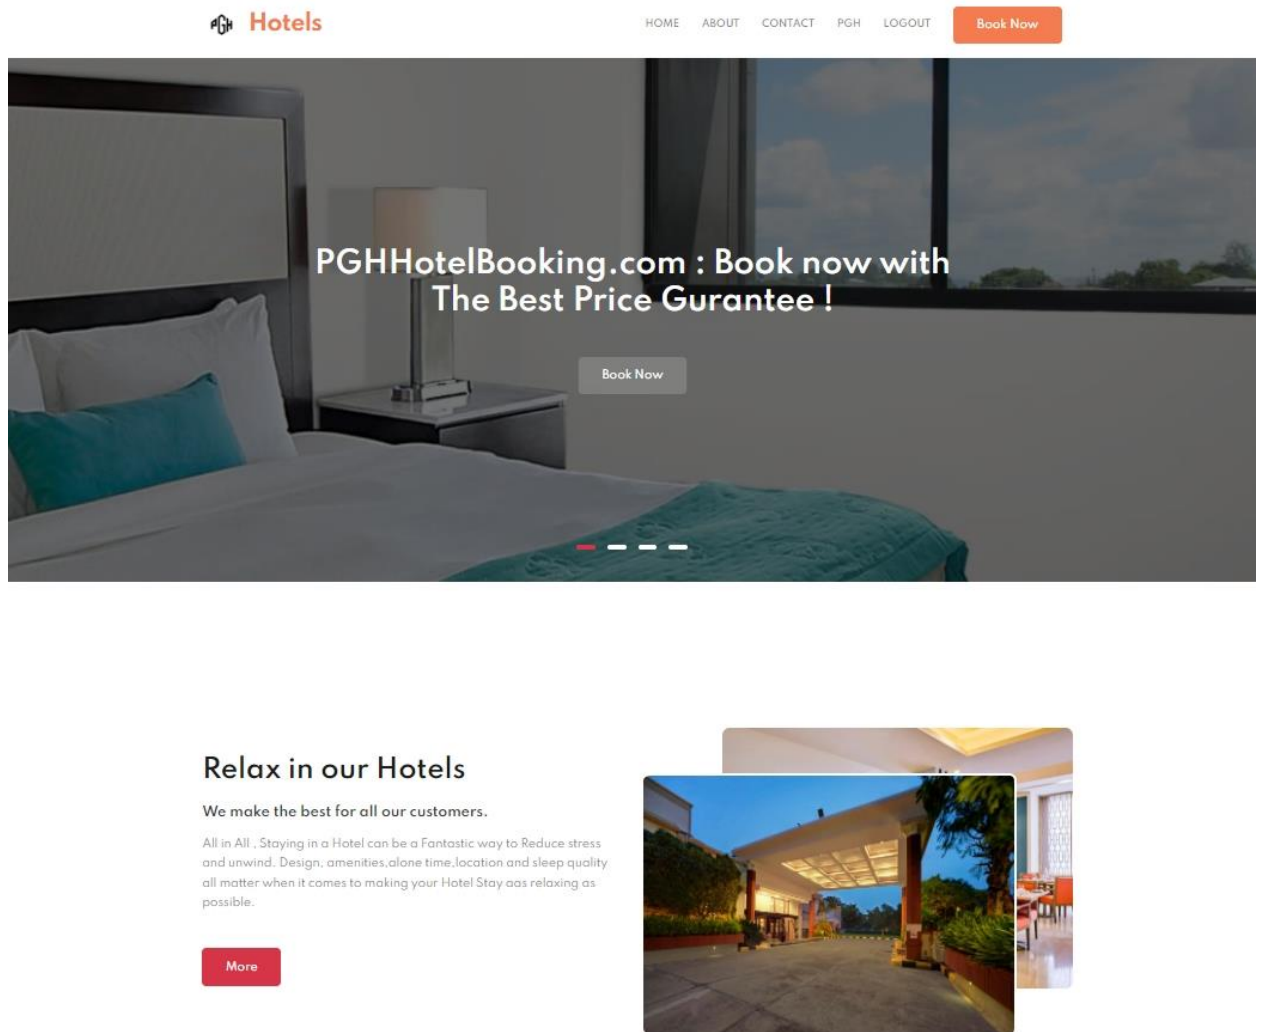 PGH Hotels
HOME ABOUT CONTACT PGH LOGOUT Book Now
PGHHotelBooking.com : Book now with
The Best Price Gurantee !
Book Now
Relax in our Hotels
We make the best for all our customers.
All in All , Staying in a Hotel can be a Fantastic way to Reduce stress
and unwind. Design, amenities,alone time,location and sleep quality
all matter when it comes to making your Hotel Stay aas relaxing as
possible.
More